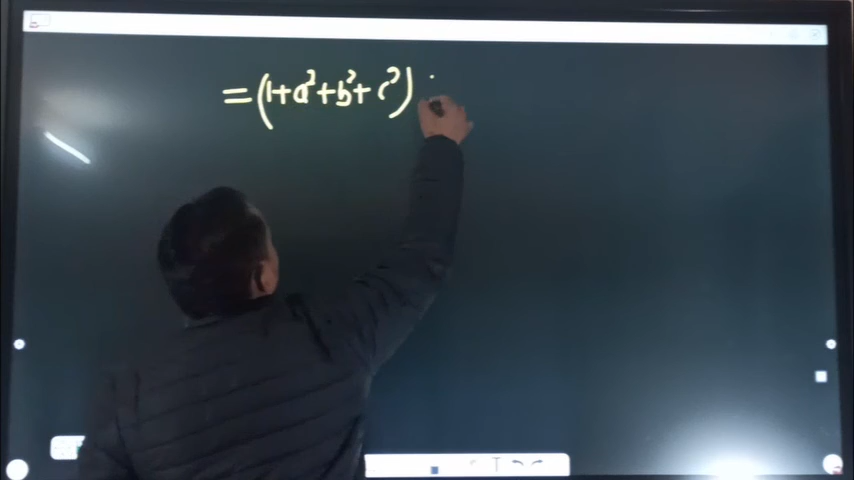 = (1+a²+b²+c²)